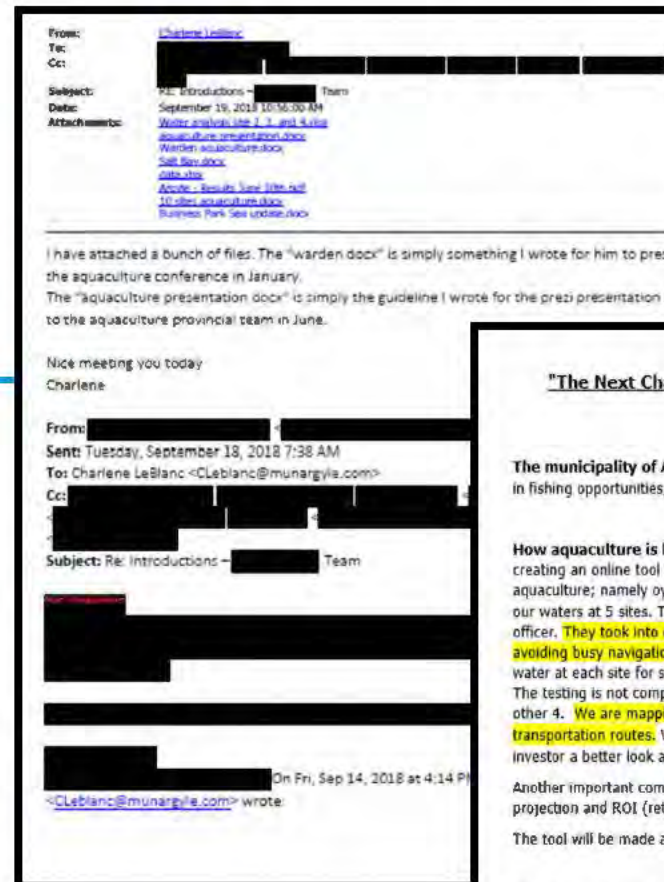 From: Charlene LeBlanc
To:
Cc:
Subject: RE: Introductions – Team
Date: September 19, 2018 10:56:00 AM
Attachments: Water analysis site 2, 3, and 4.xlsx
aquaculture presentation.docx
Warden aquaculture.docx
Salt Bay.docx
data.xlsx
Argyle - Results June 10th.pdf
10 sites aquaculture.docx
Business Park Sea update.docx
I have attached a bunch of files. The "warden docx" is simply something I wrote for him to
the aquaculture conference in January.
The "aquaculture presentation docx" is simply the guideline I wrote for the prezi presentation
to the aquaculture provincial team in June.
Nice meeting you today
Charlene
From:
Sent: Tuesday, September 18, 2018 7:38 AM
To: Charlene LeBlanc <CLeblanc@munargyle.com>
Cc:
Subject: Re: Introductions – Team
On Fri, Sep 14, 2018 at 4:14
<CLeblanc@munargyle.com> wrote:
"The Next
The municipality of
in fishing opportunities
How aquaculture is
creating an online tool
aquaculture; namely
our waters at 5 sites.
officer. They took into
avoiding busy
water at each site for
The testing is not
other 4. We are
transportation routes.
investor a better look
Another important
projection and ROI
The tool will be made